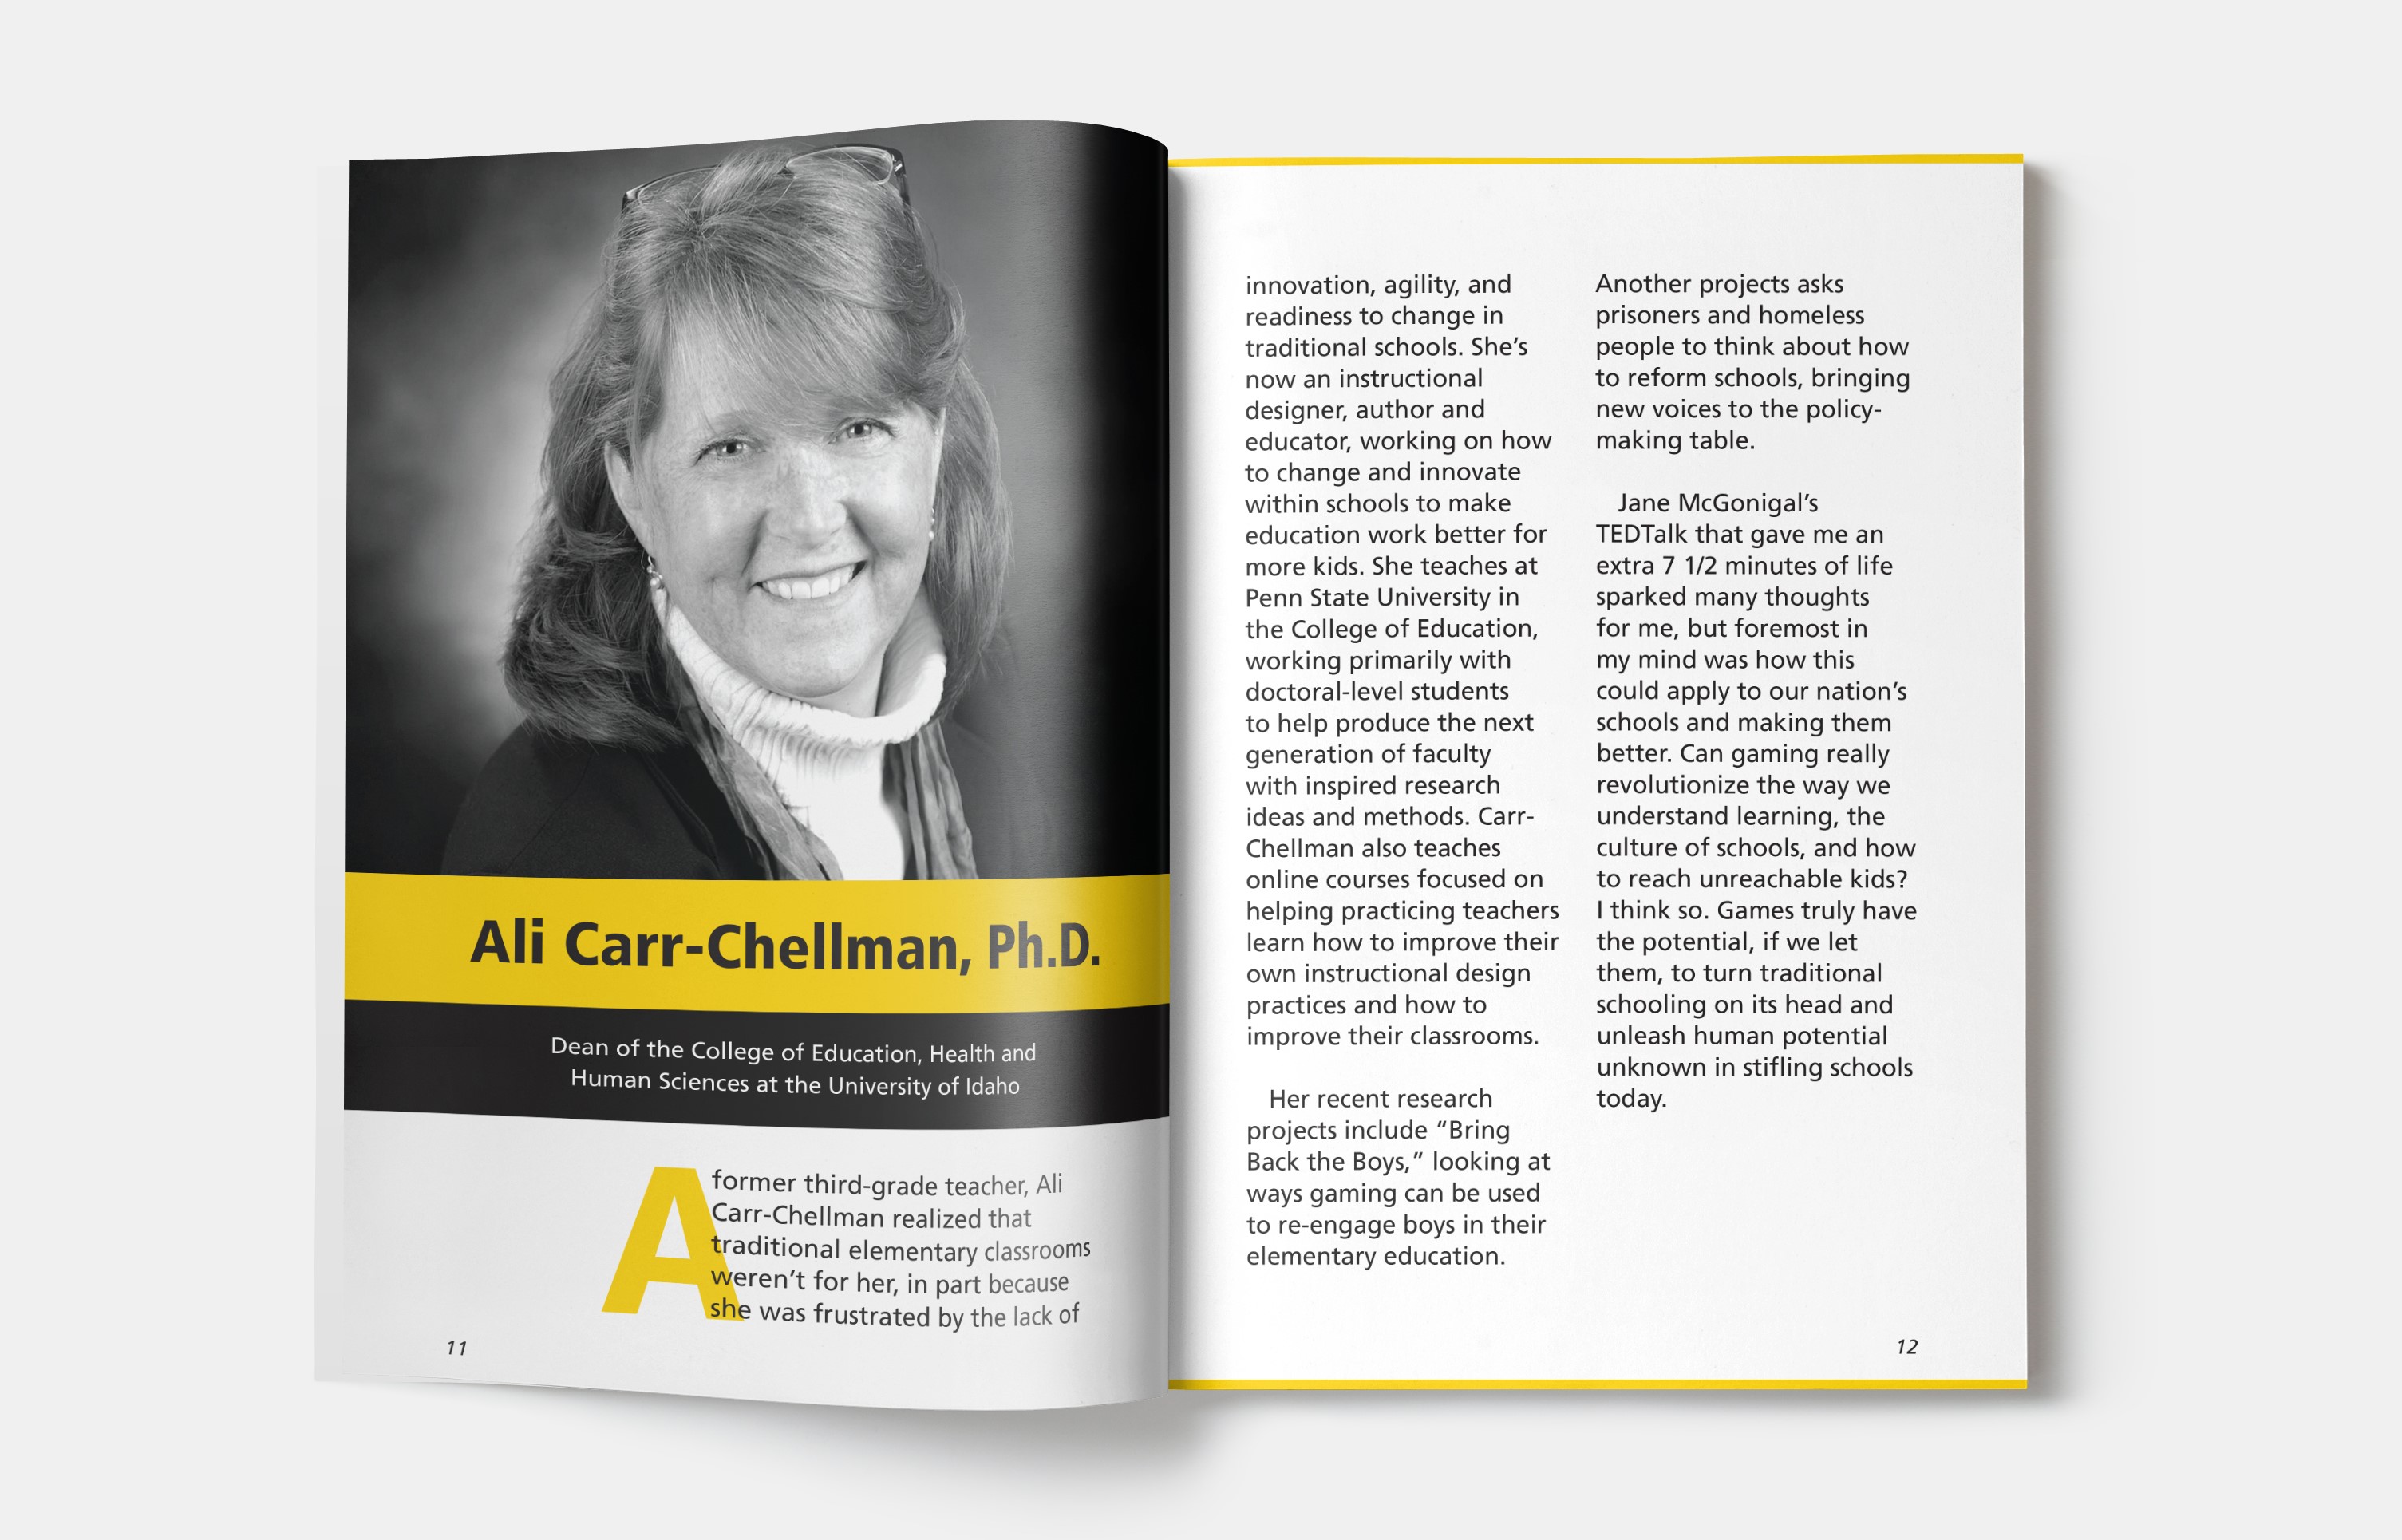 Ali Carr-Chellman, Ph.D.
Dean of the College of Education, Health and
Human Sciences at the University of Idaho
A former third-grade teacher, Ali
Carr-Chellman realized that
traditional elementary classrooms
weren’t for her, in part because
she was frustrated by the lack of
11
innovation, agility, and
readiness to change in
traditional schools. She’s
now an instructional
designer, author and
educator, working on how
to change and innovate
within schools to make
education work better for
more kids. She teaches at
Penn State University in
the College of Education,
working primarily with
doctoral-level students
to help produce the next
generation of faculty
with inspired research
ideas and methods. Carr-
Chellman also teaches
online courses focused on
helping practicing teachers
learn how to improve their
own instructional design
practices and how to
improve their classrooms.
Her recent research
projects include “Bring
Back the Boys,” looking at
ways gaming can be used
to re-engage boys in their
elementary education.
Another projects asks
prisoners and homeless
people to think about how
to reform schools, bringing
new voices to the policy-
making table.
Jane McGonigal’s
TEDTalk that gave me an
extra 7 1/2 minutes of life
sparked many thoughts
for me, but foremost in
my mind was how this
could apply to our nation’s
schools and making them
better. Can gaming really
revolutionize the way we
understand learning, the
culture of schools, and how
to reach unreachable kids?
I think so. Games truly have
the potential, if we let
them, to turn traditional
schooling on its head and
unleash human potential
unknown in stifling schools
today.
12